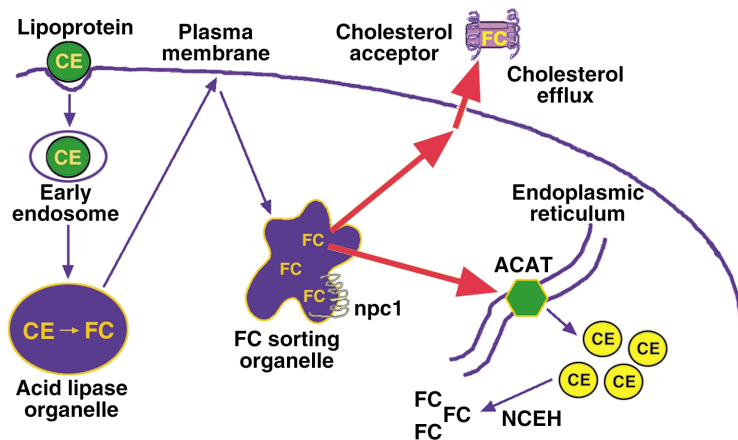 Lipoprotein
CE
Plasma
membrane
Cholesterol
acceptor
FC
Cholesterol
efflux
CE
Early
endosome
CE → FC
Acid lipase
organelle
FC
FC
FC
npc1
FC sorting
organelle
Endoplasmic
reticulum
ACAT
CE
CE
CE
CE
NCEH
FC
FC
FC